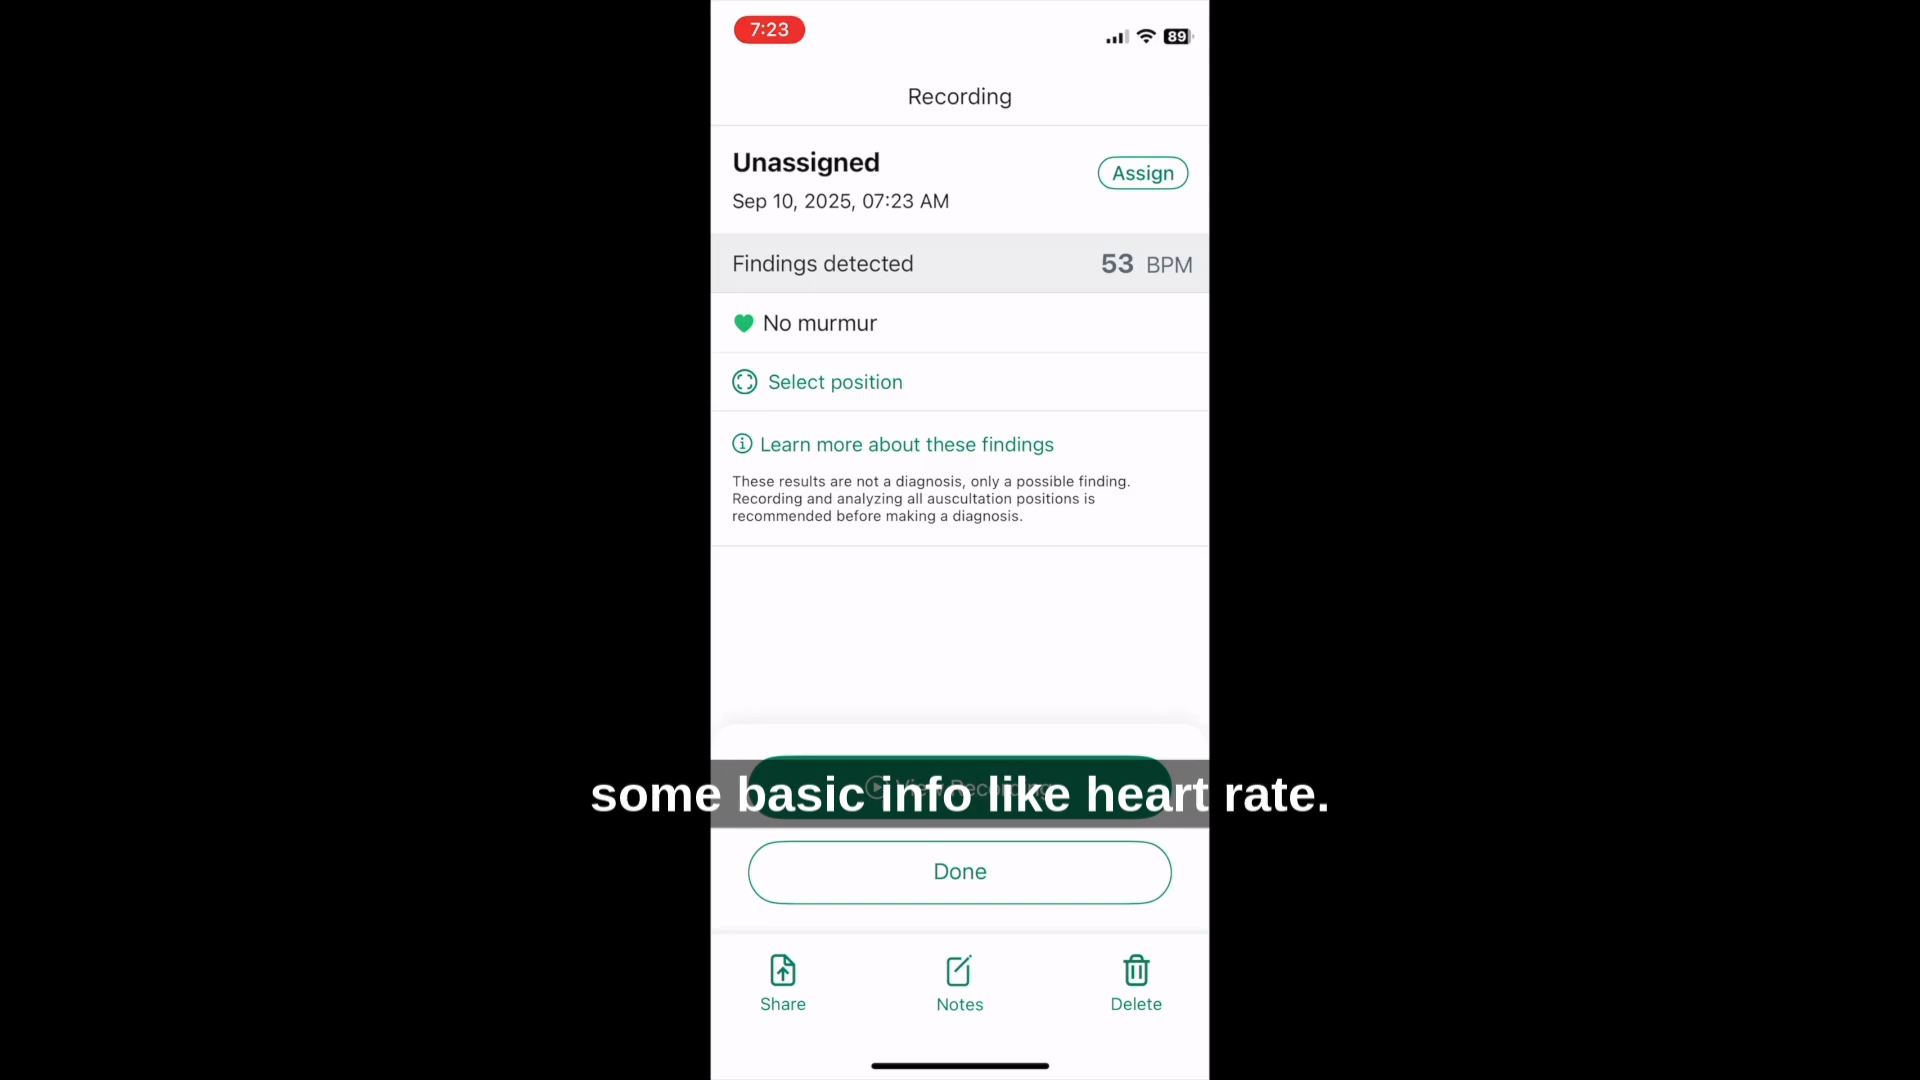 7:23
89
Recording
Unassigned
Assign
Sep 10, 2025, 07:23 AM
Findings detected
53 BPM
No murmur
Select position
Learn more about these findings
These results are not a diagnosis, only a possible finding.
Recording and analyzing all auscultation positions is
recommended before making a diagnosis.
View Recording
some basic info like heart rate.
Done
Share
Notes
Delete